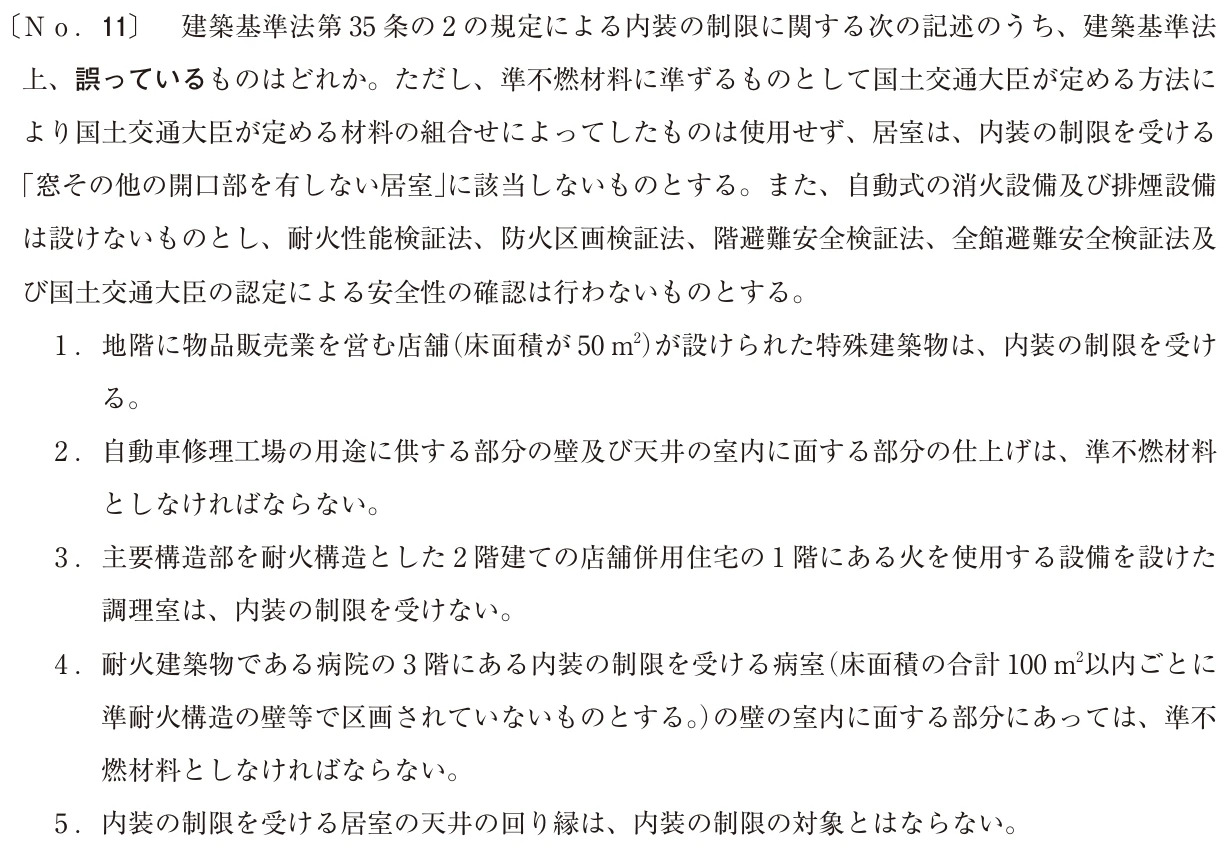 〔Ｎｏ．11〕　建築基準法第 35 条の 2 の規定による内装の制限に関する次の記述のうち、建築基準法
上、誤っているものはどれか。ただし、準不燃材料に準ずるものとして国土交通大臣が定める方法に
より国土交通大臣が定める材料の組合せによってしたものは使用せず、居室は、内装の制限を受ける
「窓その他の開口部を有しない居室」に該当しないものとする。また、自動式の消火設備及び排煙設備
は設けないものとし、耐火性能検証法、防火区画検証法、階避難安全検証法、全館避難安全検証法及
び国土交通大臣の認定による安全性の確認は行わないものとする。
１．地階に物品販売業を営む店舗(床面積が 50 m²)が設けられた特殊建築物は、内装の制限を受け
る。
２．自動車修理工場の用途に供する部分の壁及び天井の室内に面する部分の仕上げは、準不燃材料
としなければならない。
３．主要構造部を耐火構造とした 2 階建ての店舗併用住宅の 1 階にある火を使用する設備を設けた
調理室は、内装の制限を受けない。
４．耐火建築物である病院の 3 階にある内装の制限を受ける病室(床面積の合計 100 m²以内ごとに
準耐火構造の壁等で区画されていないものとする。)の壁の室内に面する部分にあっては、準不
燃材料としなければならない。
５．内装の制限を受ける居室の天井の回り縁は、内装の制限の対象とはならない。